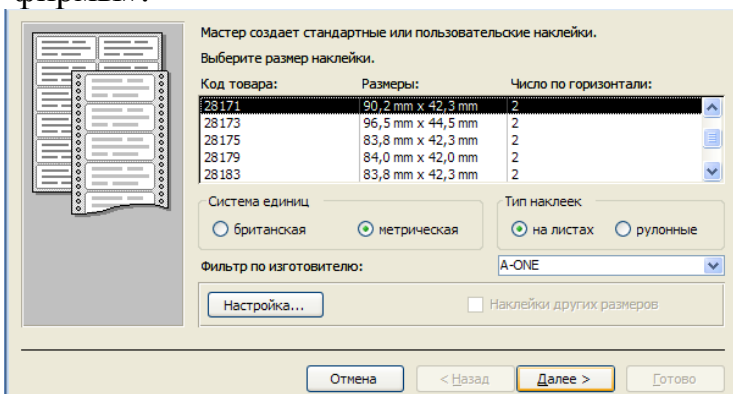 фирмы».
Мастер создает стандартные или пользовательские наклейки.
Выберите размер наклейки.
Код товара: Размеры: Число по горизонтали:
28171 90,2 mm x 42,3 mm 2
28173 96,5 mm x 44,5 mm 2
28175 83,8 mm x 42,3 mm 2
28179 84,0 mm x 42,0 mm 2
28183 83,8 mm x 42,3 mm 2
Система единиц Тип наклеек
британская метрическая на листах рулонные
Фильтр по изготовителю: A-ONE
Настройка... Наклейки других размеров
Отмена < Назад Далее > Готово